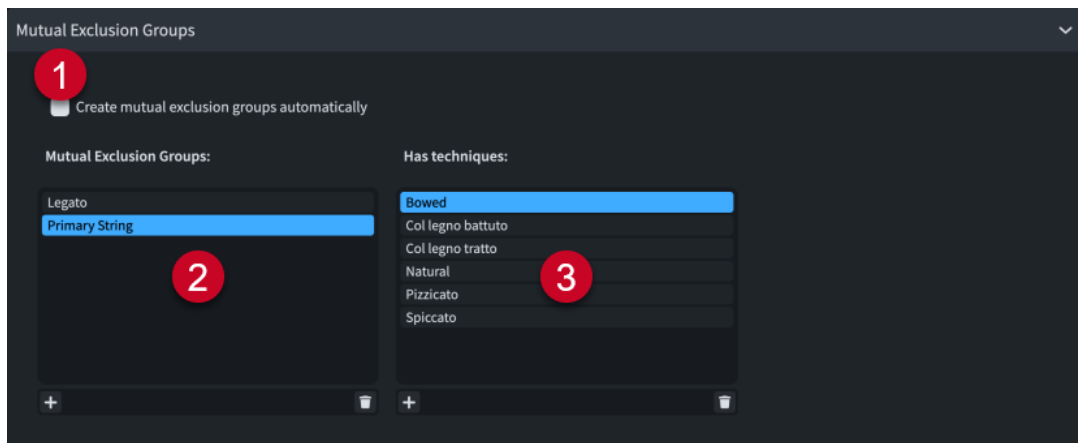 Mutual Exclusion Groups
1
Create mutual exclusion groups automatically
Mutual Exclusion Groups:
Legato
Primary String
2
Has techniques:
Bowed
Col legno battuto
Col legno tratto
Natural
Pizzicato
Spiccato
3